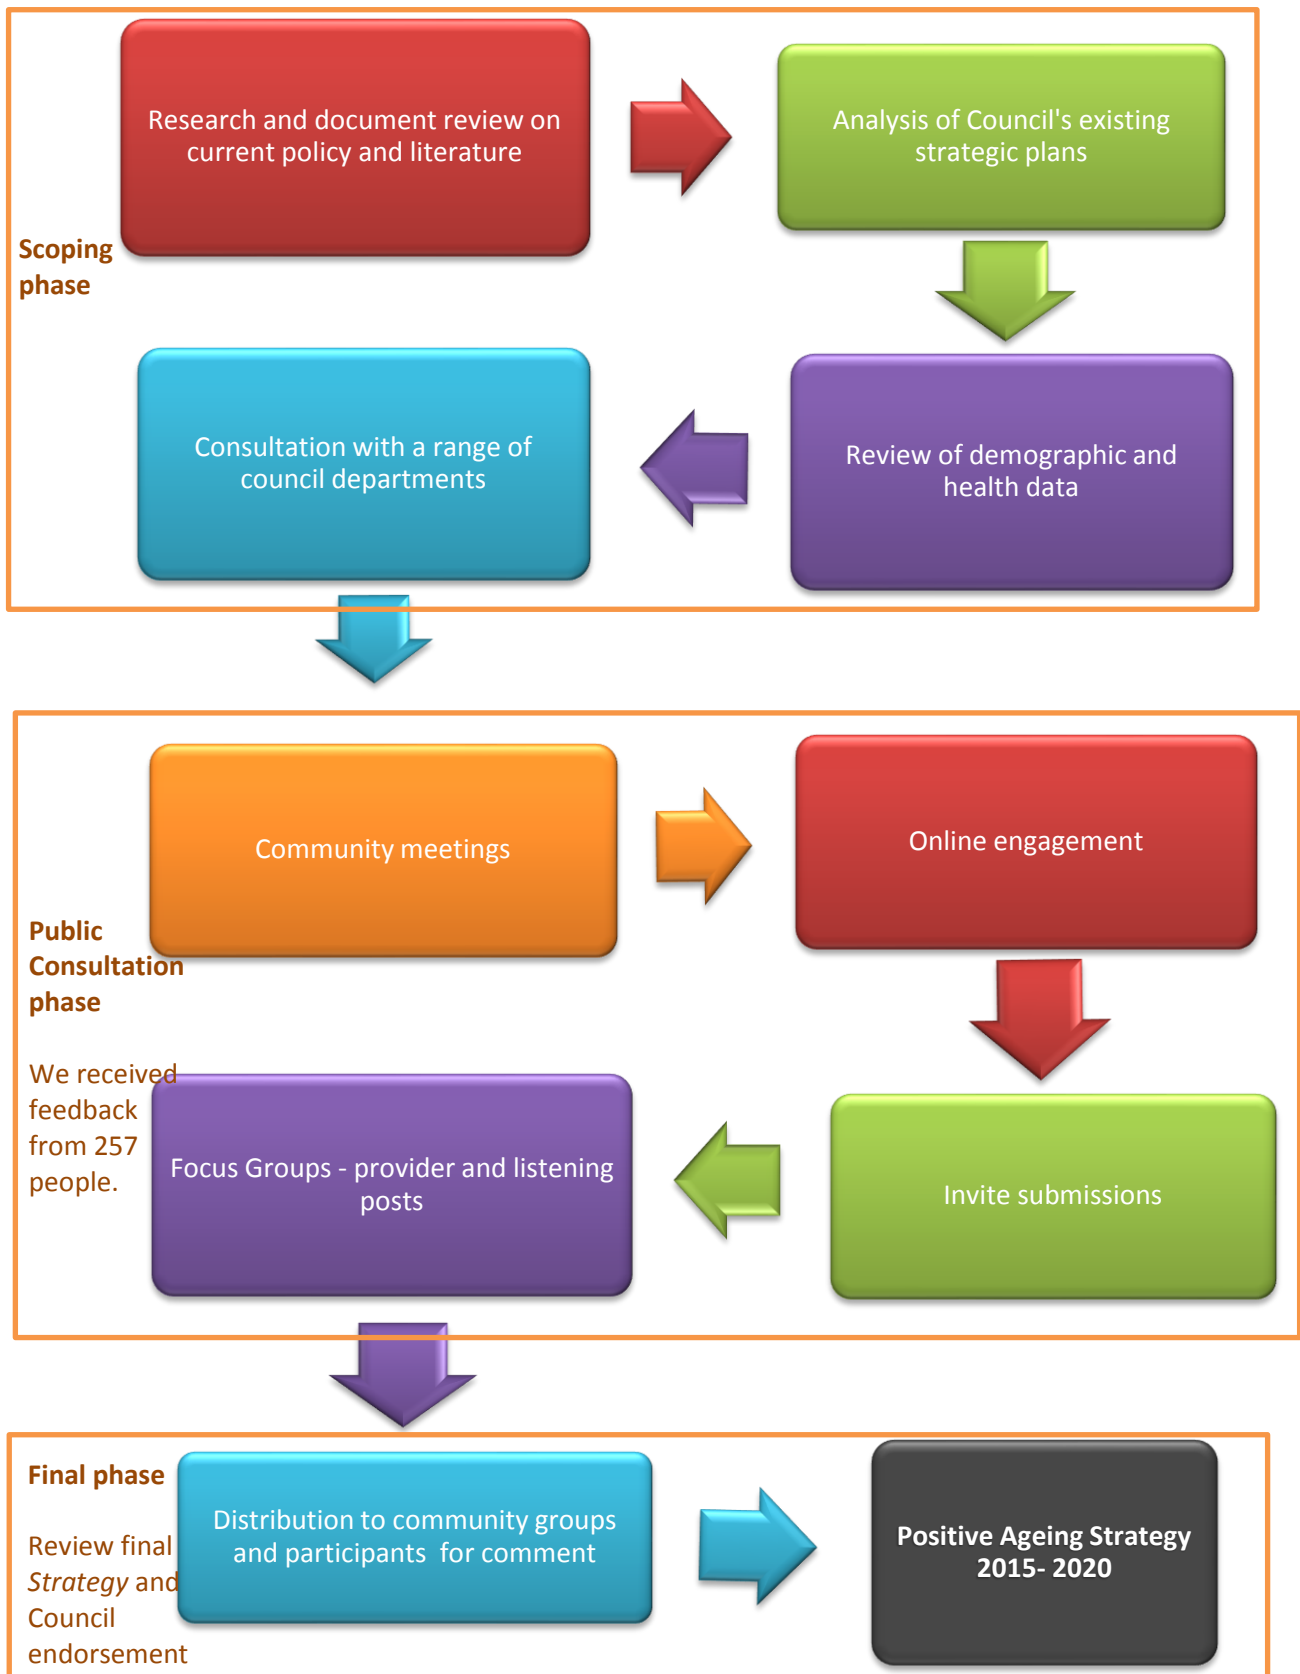 Research and document review on
current policy and literature
Analysis of Council's existing
strategic plans
Scoping
phase
Consultation with a range of
council departments
Review of demographic and
health data
Community meetings
Online engagement
Public
Consultation
phase
We received
feedback
from 257
people.
Focus Groups - provider and listening
posts
Invite submissions
Final phase
Review final
Strategy and
Council
endorsement
Distribution to community groups
and participants  for comment
Positive Ageing Strategy
2015- 2020